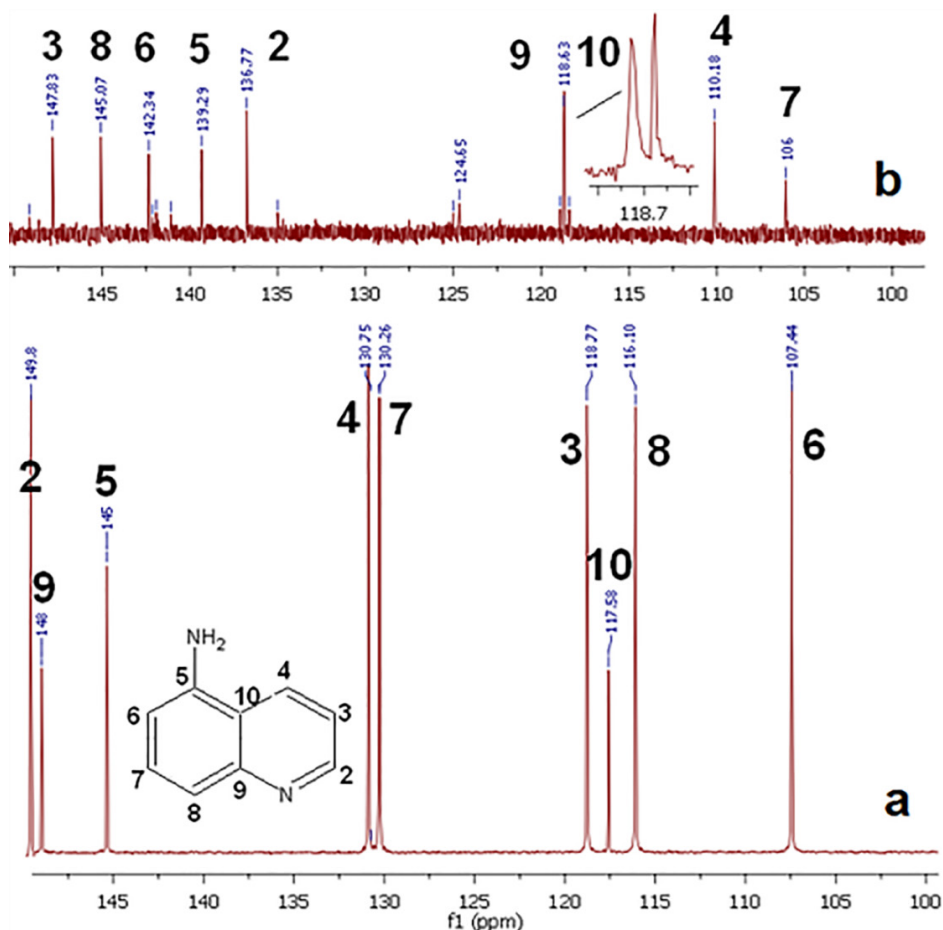 3 8 6 5 2 9 10 4 7
147.83 145.07 142.34 139.29 136.77 124.65 118.63 110.18 106
118.7
b
145 140 135 130 125 120 115 110 105 100
149.8 148 145 130.75 130.26 118.77 117.58 116.10 107.44
2 9 5 4 7 3 10 8 6
NH2
5 4
6 10 3
7 9 2
8 N
a
145 140 135 130 125 120 115 110 105 100
f1 (ppm)